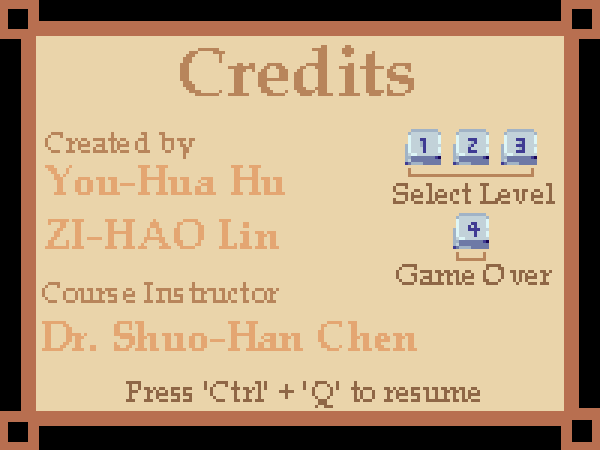 Credits
Created by
You-Hua Hu
ZI-HAO Lin
Course Instructor
Dr. Shuo-Han Chen
1 2 3
Select Level
4
Game Over
Press 'Ctrl' + 'Q' to resume